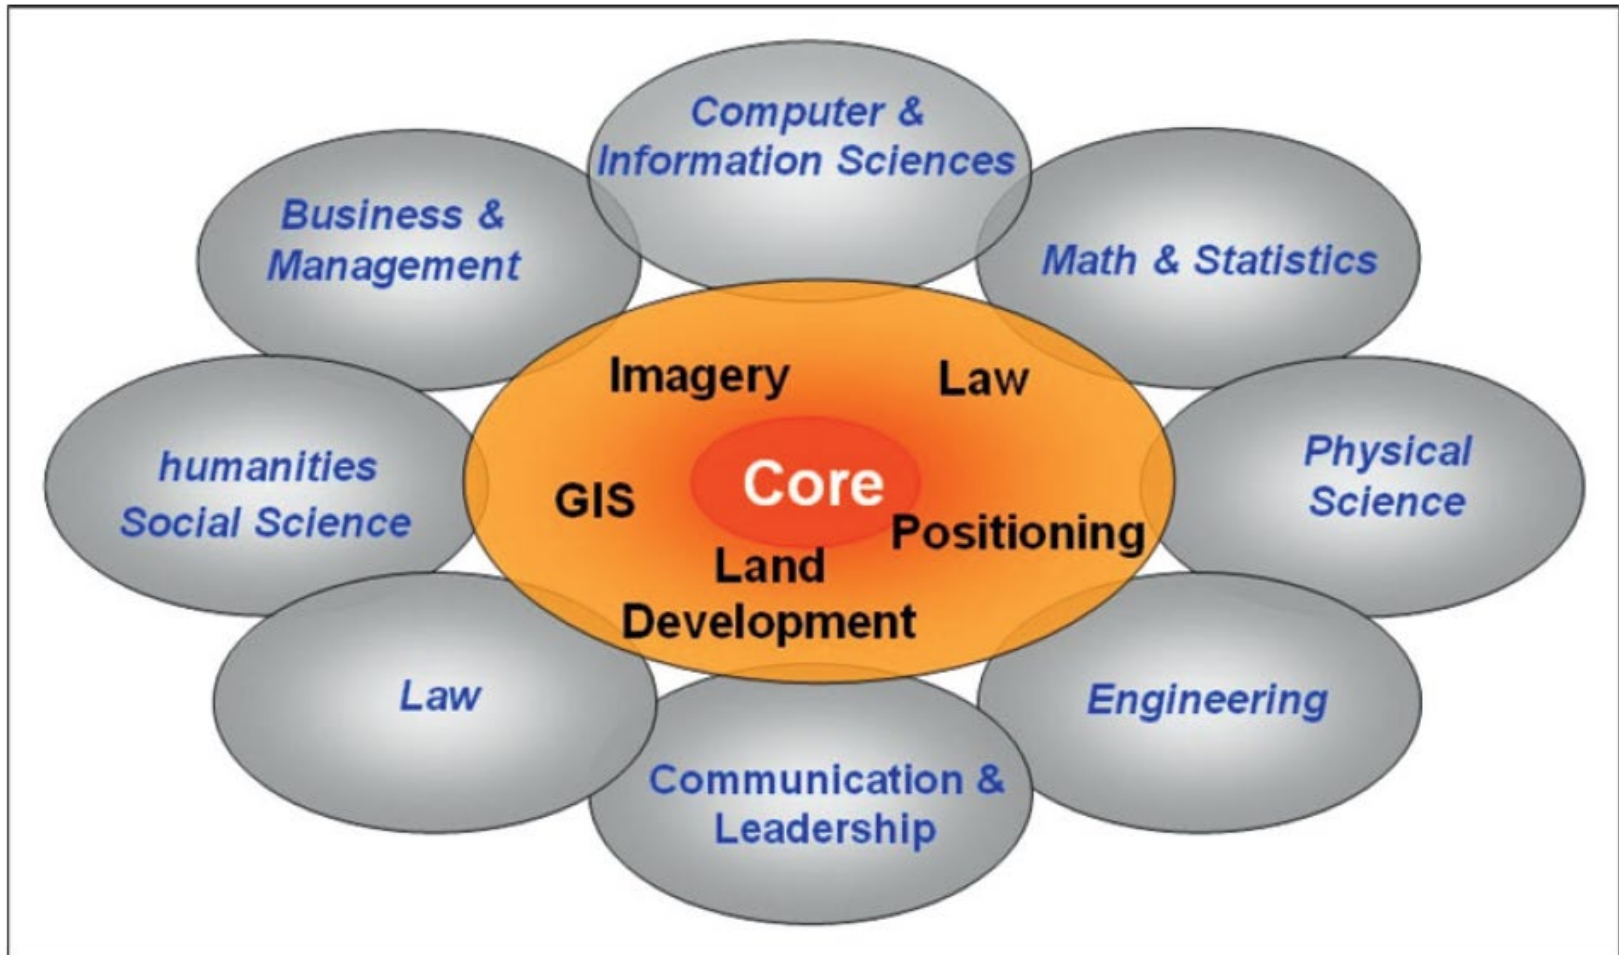 Computer &
Information Sciences
Business &
Management
Math & Statistics
Imagery
Law
humanities
Social Science
GIS
Core
Positioning
Physical
Science
Land
Development
Law
Engineering
Communication &
Leadership